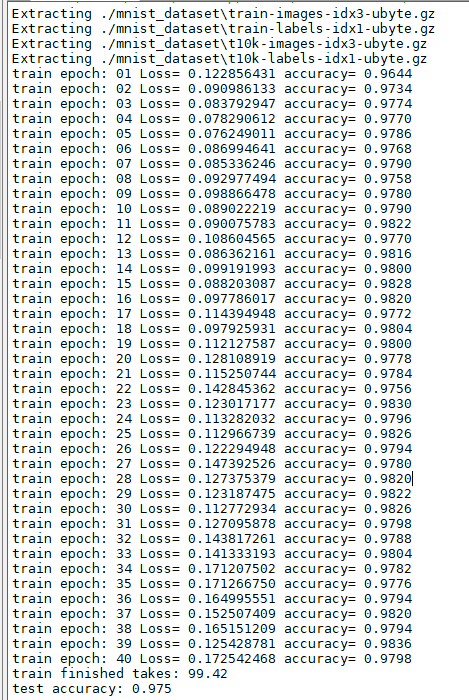 Extracting ./mnist_dataset\train-images-idx3-ubyte.gz
Extracting ./mnist_dataset\train-labels-idx1-ubyte.gz
Extracting ./mnist_dataset\t10k-images-idx3-ubyte.gz
Extracting ./mnist_dataset\t10k-labels-idx1-ubyte.gz
train epoch: 01 Loss= 0.122856431 accuracy= 0.9644
train epoch: 02 Loss= 0.090986133 accuracy= 0.9734
train epoch: 03 Loss= 0.083792947 accuracy= 0.9774
train epoch: 04 Loss= 0.078290612 accuracy= 0.9770
train epoch: 05 Loss= 0.076249011 accuracy= 0.9786
train epoch: 06 Loss= 0.086994641 accuracy= 0.9768
train epoch: 07 Loss= 0.085336246 accuracy= 0.9790
train epoch: 08 Loss= 0.092977494 accuracy= 0.9758
train epoch: 09 Loss= 0.098866478 accuracy= 0.9780
train epoch: 10 Loss= 0.089022219 accuracy= 0.9790
train epoch: 11 Loss= 0.090075783 accuracy= 0.9822
train epoch: 12 Loss= 0.108604565 accuracy= 0.9770
train epoch: 13 Loss= 0.086362161 accuracy= 0.9816
train epoch: 14 Loss= 0.099191993 accuracy= 0.9800
train epoch: 15 Loss= 0.088203087 accuracy= 0.9828
train epoch: 16 Loss= 0.097786017 accuracy= 0.9820
train epoch: 17 Loss= 0.114394948 accuracy= 0.9772
train epoch: 18 Loss= 0.097925931 accuracy= 0.9804
train epoch: 19 Loss= 0.112127587 accuracy= 0.9800
train epoch: 20 Loss= 0.128108919 accuracy= 0.9778
train epoch: 21 Loss= 0.115250744 accuracy= 0.9784
train epoch: 22 Loss= 0.142845362 accuracy= 0.9756
train epoch: 23 Loss= 0.123017177 accuracy= 0.9830
train epoch: 24 Loss= 0.113282032 accuracy= 0.9796
train epoch: 25 Loss= 0.112966739 accuracy= 0.9826
train epoch: 26 Loss= 0.122294948 accuracy= 0.9794
train epoch: 27 Loss= 0.147392526 accuracy= 0.9780
train epoch: 28 Loss= 0.127375379 accuracy= 0.9820
train epoch: 29 Loss= 0.123187475 accuracy= 0.9822
train epoch: 30 Loss= 0.112772934 accuracy= 0.9826
train epoch: 31 Loss= 0.127095878 accuracy= 0.9798
train epoch: 32 Loss= 0.143817261 accuracy= 0.9788
train epoch: 33 Loss= 0.141333193 accuracy= 0.9804
train epoch: 34 Loss= 0.171207502 accuracy= 0.9782
train epoch: 35 Loss= 0.171266750 accuracy= 0.9776
train epoch: 36 Loss= 0.164995551 accuracy= 0.9794
train epoch: 37 Loss= 0.152507409 accuracy= 0.9820
train epoch: 38 Loss= 0.165151209 accuracy= 0.9794
train epoch: 39 Loss= 0.125428781 accuracy= 0.9836
train epoch: 40 Loss= 0.172542468 accuracy= 0.9798
train finished takes: 99.42
test accuracy: 0.975